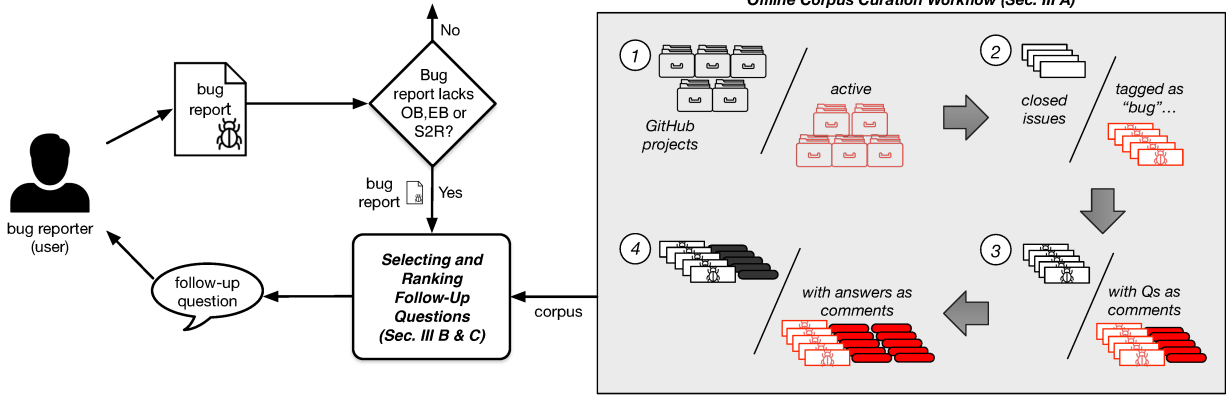 Offline Corpus Curation Workflow (Sec. III A)
No
bug
report
Bug
report lacks
OB,EB or
S2R?
bug
report
Yes
bug reporter
(user)
follow-up
question
Selecting and
Ranking
Follow-Up
Questions
(Sec. III B & C)
corpus
1
GitHub
projects
active
2
closed
issues
tagged as
“bug”...
3
with Qs as
comments
4
with answers as
comments